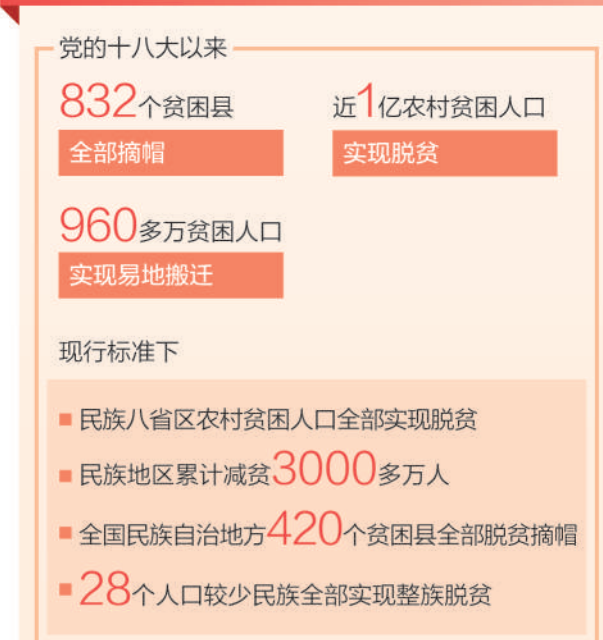 党的十八大以来
832个贫困县
近1亿农村贫困人口
全部摘帽
实现脱贫
960多万贫困人口
实现易地搬迁
现行标准下
民族八省区农村贫困人口全部实现脱贫
民族地区累计减贫3000多万人
全国民族自治地方420个贫困县全部脱贫摘帽
28个人口较少民族全部实现整族脱贫